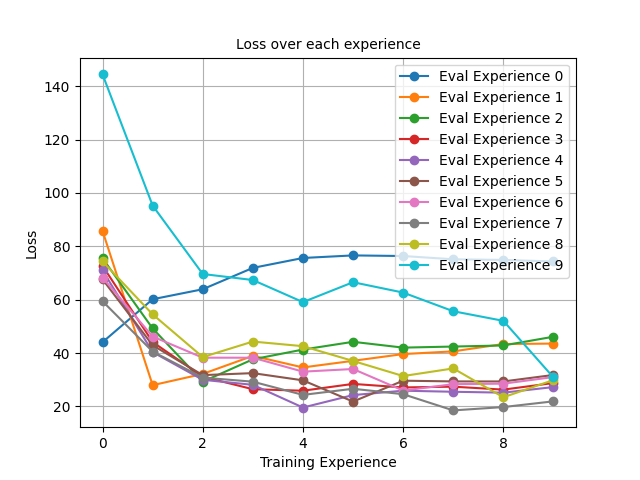 Loss over each experience
Eval Experience 0
Eval Experience 1
Eval Experience 2
Eval Experience 3
Eval Experience 4
Eval Experience 5
Eval Experience 6
Eval Experience 7
Eval Experience 8
Eval Experience 9
Loss
140
120
100
80
60
40
20
0 2 4 6 8
Training Experience